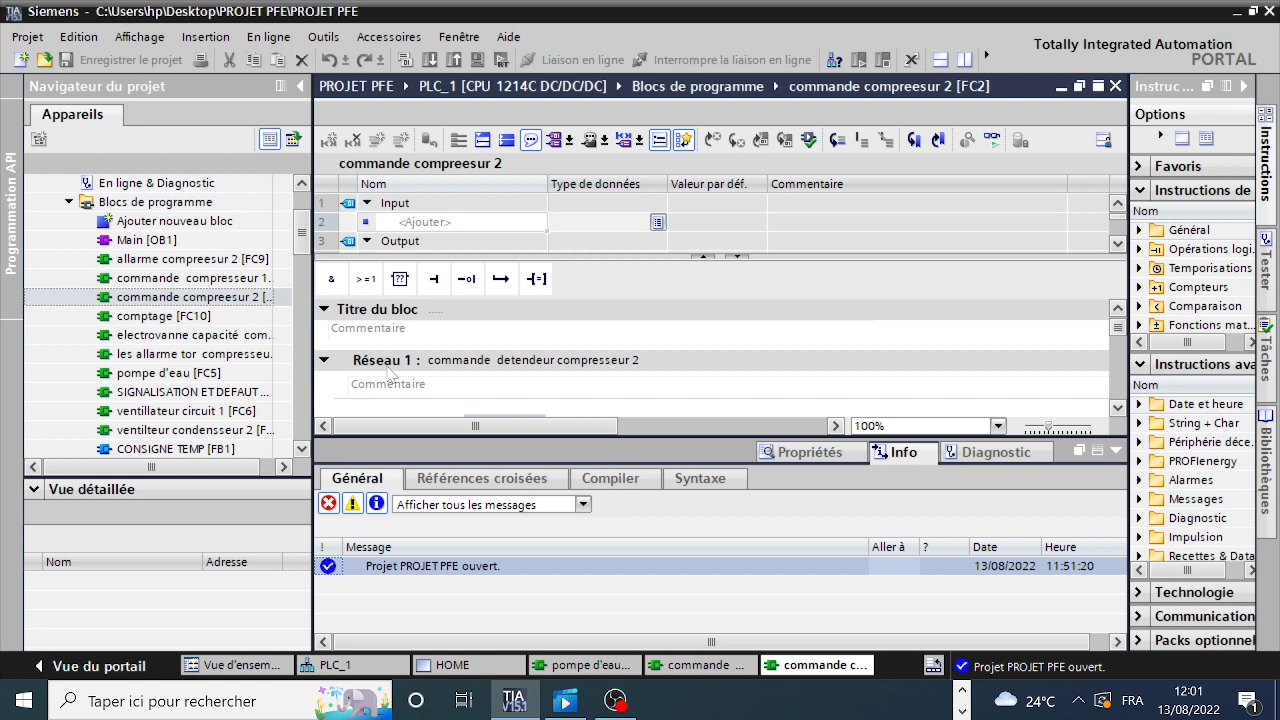 Siemens - C:\Users\hp\Desktop\PROJET PFE\PROJET PFE
Projet Edition Affichage Insertion En ligne Outils Accessoires Fenêtre Aide
Totally Integrated Automation
PORTAL
Enregistrer le projet Liaison en ligne Interrompre la liaison en ligne
Navigateur du projet
PROJET PFE PLC_1 [CPU 1214C DC/DC/DC] Blocs de programme commande compreesur 2 [FC2]
Instruc...
Appareils
Options
Programmation API
En ligne & Diagnostic
Blocs de programme
Ajouter nouveau bloc
Main [OB1]
allarme compreesur 2 [FC9]
commande compresseur 1...
commande compreesur 2 [..
comptage [FC10]
electrovanne capacité com...
les allarme tor compresseu...
pompe d'eau [FC5]
SIGNALISATION ET DEFAUT ...
ventillateur circuit 1 [FC6]
ventilteur condensseur 2 [F...
CONSIGNE TEMP [FB1]
Vue détaillée
Nom Adresse
commande compreesur 2
Nom Type de données Valeur par déf. Commentaire
1 Input
2 <Ajouter>
3 Output
& >=1 ??
Titre du bloc .....
Commentaire
Réseau 1 : commande detendeur compresseur 2
Commentaire
100%
Propriétés Info Diagnostic
Général Références croisées Compiler Syntaxe
Afficher tous les messages
! Message Aller à ? Date Heure
Projet PROJET PFE ouvert. 13/08/2022 11:51:20
Favoris
Instructions de
Nom
Général
Opérations logi.
Temporisations
Compteurs
Comparaison
Fonctions mat...
Instructions ava
Nom
Date et heure
String + Char
Périphérie déce.
PROFIenergy
Alarmes
Messages
Diagnostic
Impulsion
Recettes & Data
Technologie
Communication
Packs optionnel
Instructions
Tester
Tâches
Bibliothèques
Vue du portail Vue d'ensem... PLC_1 HOME pompe d'eau... commande ... commande c...
Projet PROJET PFE ouvert.
Taper ici pour rechercher
TIA V15.1
24°C FRA 12:01
13/08/2022
1